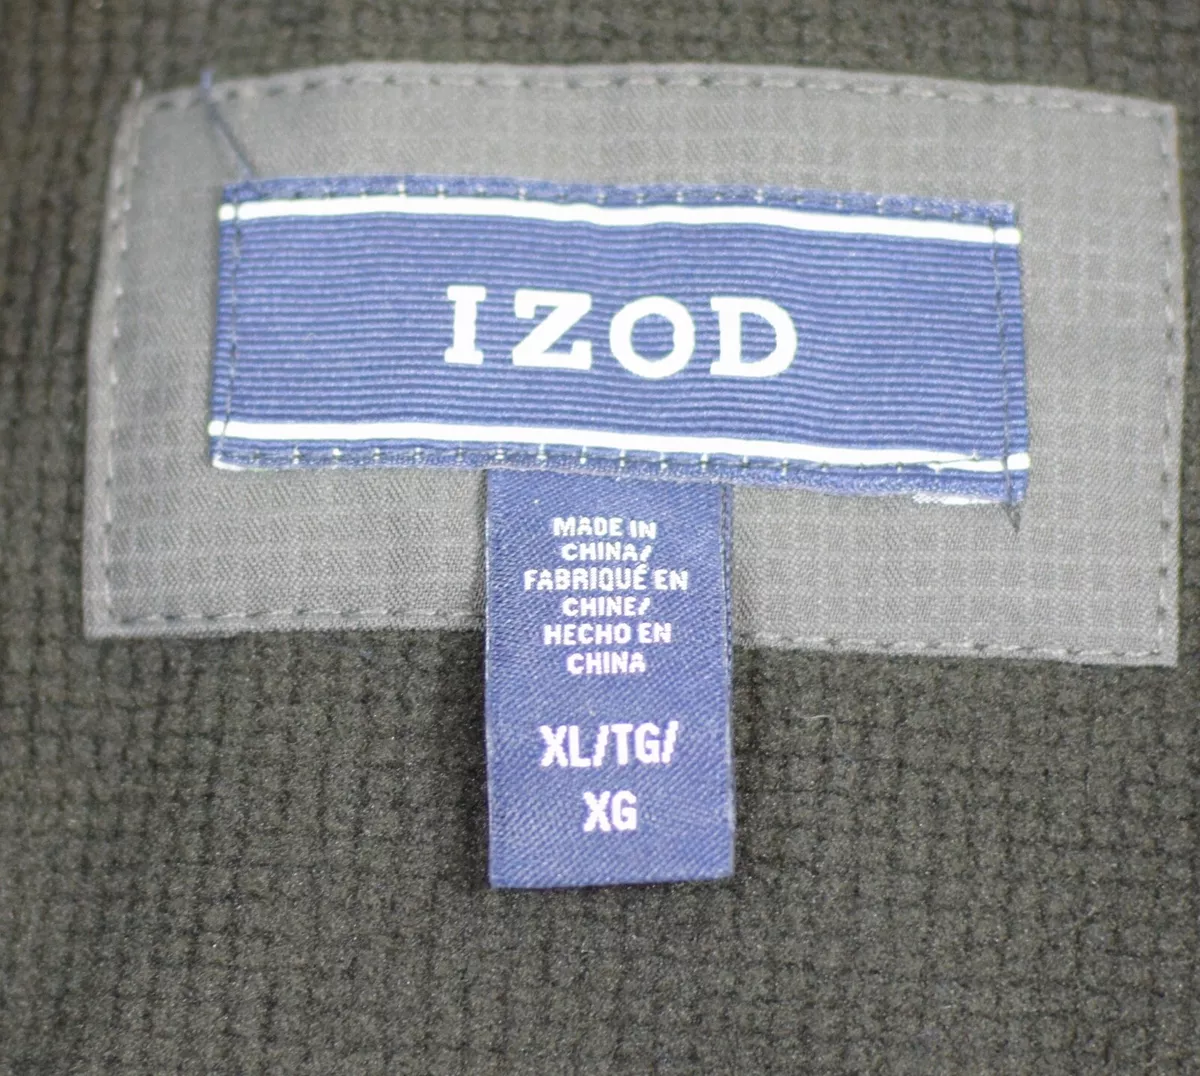 IZOD
MADE IN
CHINA/
FABRIQUÉ EN
CHINE/
HECHO EN
CHINA
XL/TG/
XG